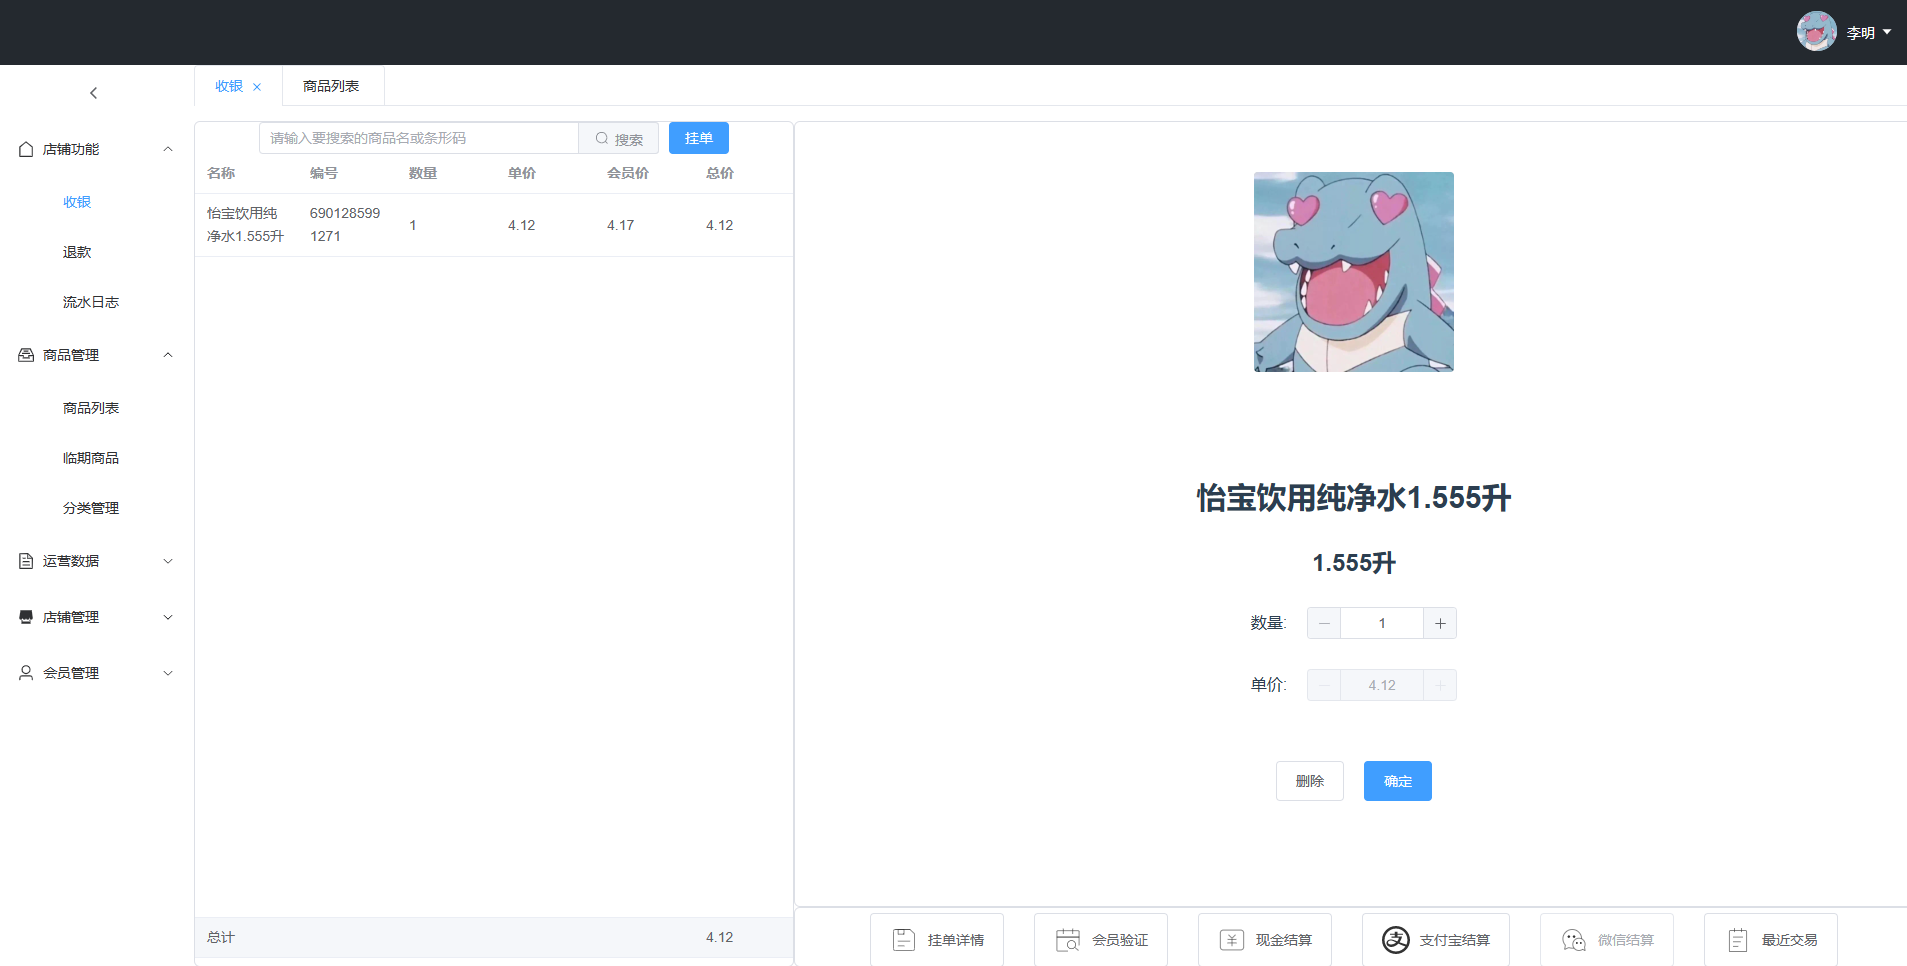 李明
收银
商品列表
店铺功能
收银
退款
流水日志
商品管理
商品列表
临期商品
分类管理
运营数据
店铺管理
会员管理
请输入要搜索的商品名或条形码
搜索
挂单
名称 编号 数量 单价 会员价 总价
怡宝饮用纯 690128599 1 4.12 4.17 4.12
净水1.555升 1271
总计 4.12
怡宝饮用纯净水1.555升
1.555升
数量: 1
单价: 4.12
删除 确定
挂单详情 会员验证 现金结算 支付宝结算 微信结算 最近交易